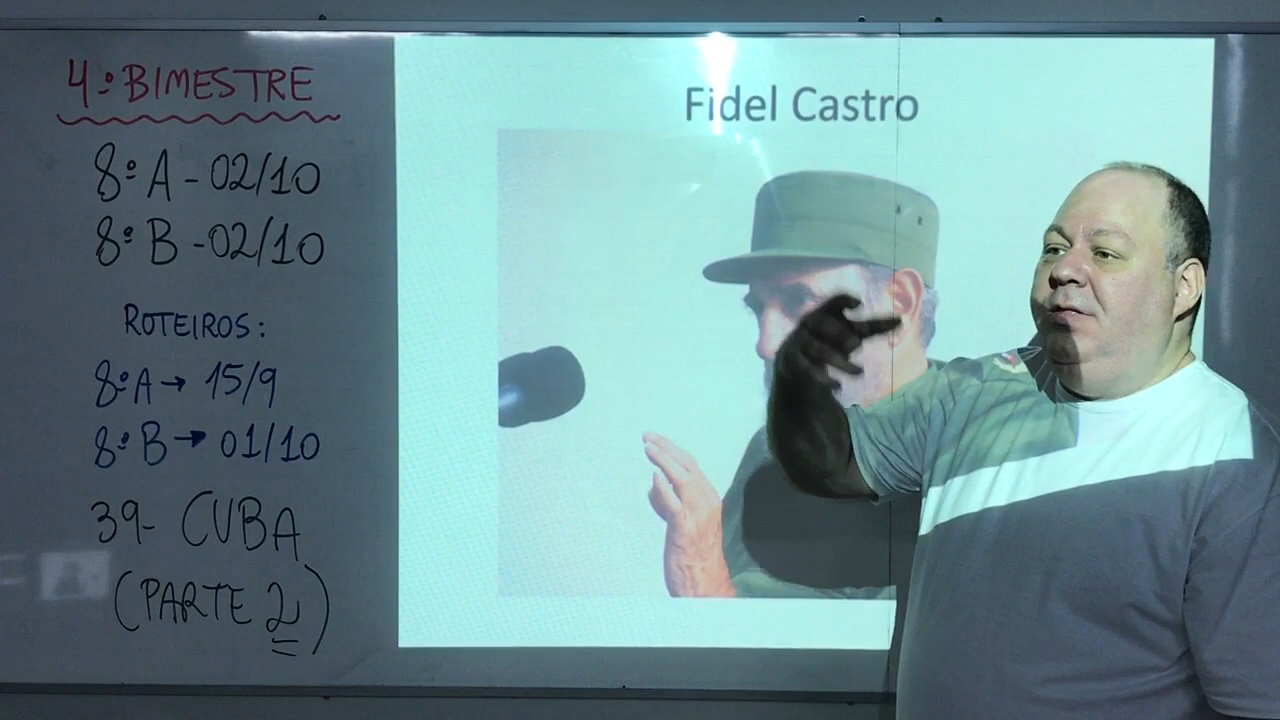 4º BIMESTRE
8º A - 02/10
8º B - 02/10
ROTEIROS:
8º A → 15/9
8º B → 01/10
39- CUBA
(PARTE 2)
Fidel Castro